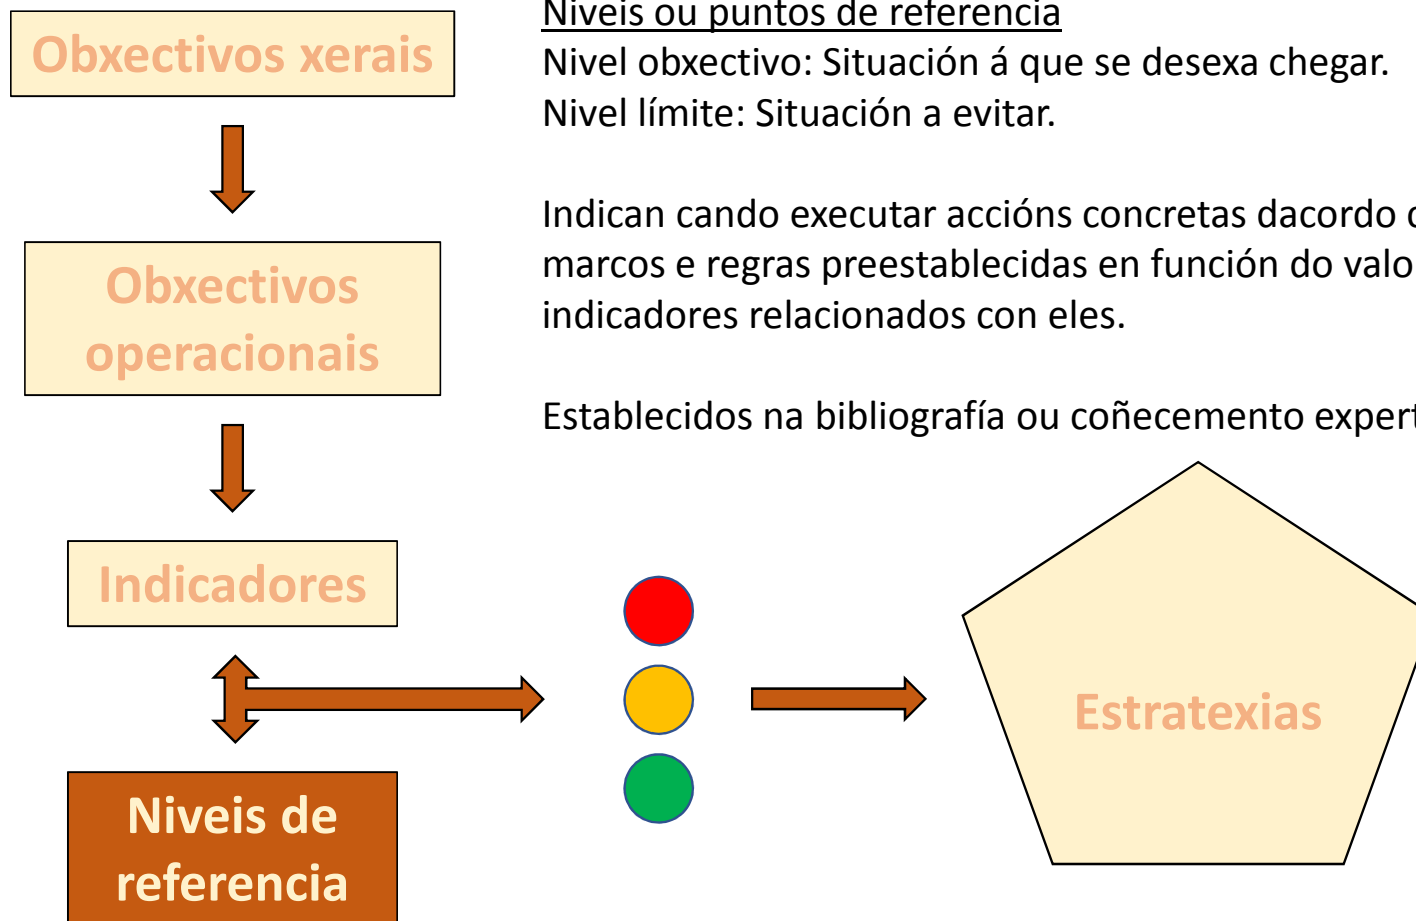 Obxectivos xerais
Obxectivos
operacionais
Indicadores
Niveis de
referencia
Niveis ou puntos de referencia
Nivel obxectivo: Situación á que se desexa chegar.
Nivel límite: Situación a evitar.
Indican cando executar accións concretas dacordo
marcos e regras preestablecidas en función do
indicadores relacionados con eles.
Establecidos na bibliografía ou coñecemento
Estratexias